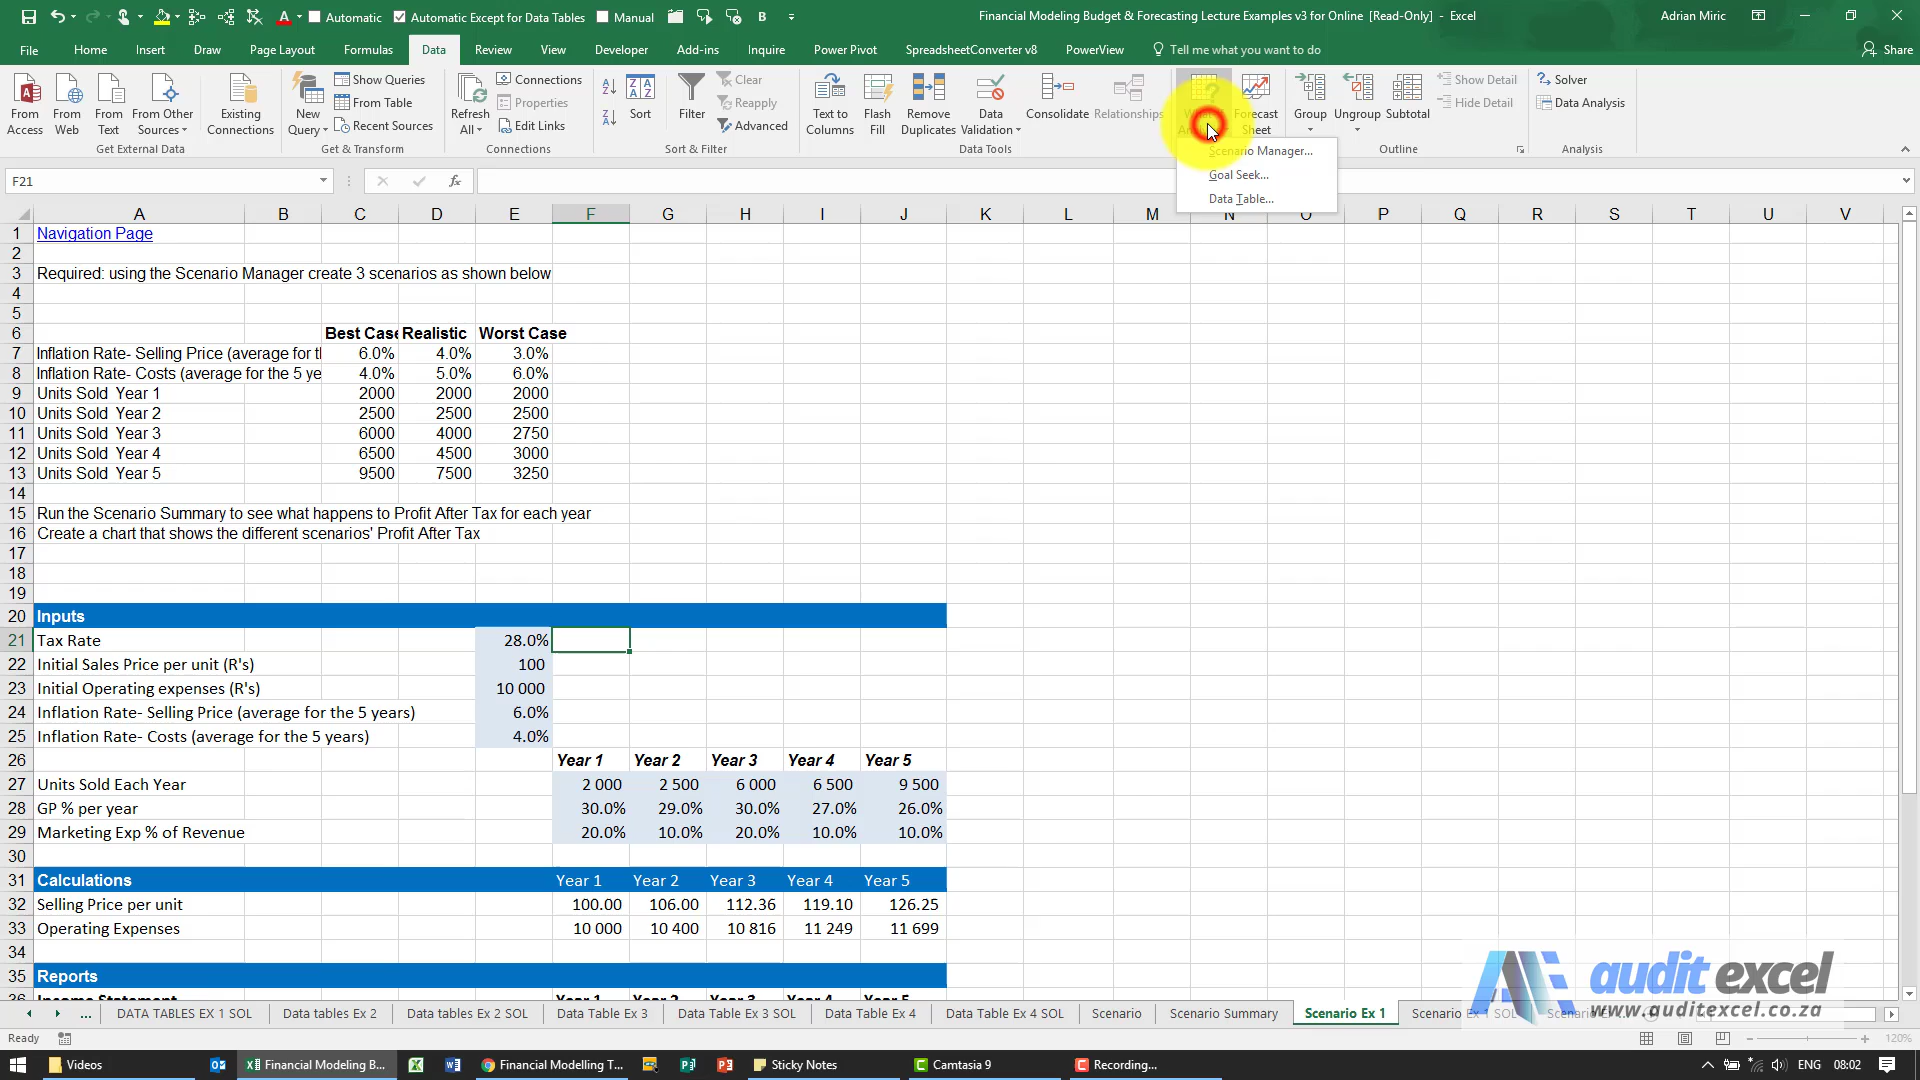 Automatic Automatic Except for Data Tables Manual B Financial Modeling Budget & Forecasting Lecture Examples v3 for Online [Read-Only] - Excel Adrian Miric
File Home Insert Draw Page Layout Formulas Data Review View Developer Add-ins Inquire Power Pivot SpreadsheetConverter v8 PowerView Tell me what you want to do Share
From Access From Web From Text From Other Sources Existing Connections
Get External Data
New Query Show Queries From Table Recent Sources
Get & Transform
Refresh All Connections Properties Edit Links
Connections
Sort Filter Clear Reapply Advanced
Sort & Filter
Text to Columns Flash Fill Remove Duplicates Data Validation Consolidate Relationships
Data Tools
Forecast Sheet
Group Ungroup Subtotal Show Detail Hide Detail
Outline
Solver Data Analysis
Analysis
Scenario Manager...
Goal Seek...
Data Table...
F21 fx
A B C D E F G H I J K L M N O P Q R S T U V
1 Navigation Page
2
3 Required: using the Scenario Manager create 3 scenarios as shown below
4
5
6 Best Case Realistic Worst Case
7 Inflation Rate- Selling Price (average for tl 6.0% 4.0% 3.0%
8 Inflation Rate- Costs (average for the 5 ye 4.0% 5.0% 6.0%
9 Units Sold Year 1 2000 2000 2000
10 Units Sold Year 2 2500 2500 2500
11 Units Sold Year 3 6000 4000 2750
12 Units Sold Year 4 6500 4500 3000
13 Units Sold Year 5 9500 7500 3250
14
15 Run the Scenario Summary to see what happens to Profit After Tax for each year
16 Create a chart that shows the different scenarios' Profit After Tax
17
18
19
20 Inputs
21 Tax Rate 28.0%
22 Initial Sales Price per unit (R's) 100
23 Initial Operating expenses (R's) 10 000
24 Inflation Rate- Selling Price (average for the 5 years) 6.0%
25 Inflation Rate- Costs (average for the 5 years) 4.0%
26 Year 1 Year 2 Year 3 Year 4 Year 5
27 Units Sold Each Year 2 000 2 500 6 000 6 500 9 500
28 GP % per year 30.0% 29.0% 30.0% 27.0% 26.0%
29 Marketing Exp % of Revenue 20.0% 10.0% 20.0% 10.0% 10.0%
30
31 Calculations Year 1 Year 2 Year 3 Year 4 Year 5
32 Selling Price per unit 100.00 106.00 112.36 119.10 126.25
33 Operating Expenses 10 000 10 400 10 816 11 249 11 699
34
35 Reports
36 Income Statement Year 1 Year 2 Year 3 Year 4 Year 5
audit excel
www.auditexcel.co.za
... DATA TABLES EX 1 SOL Data tables Ex 2 Data tables Ex 2 SOL Data Table Ex 3 Data Table Ex 3 SOL Data Table Ex 4 Data Table Ex 4 SOL Scenario Scenario Summary Scenario Ex 1 Scenario Ex 1 SOL
Ready 120%
Videos Financial Modeling B... Financial Modelling T... Sticky Notes Camtasia 9 Recording... ENG 08:02